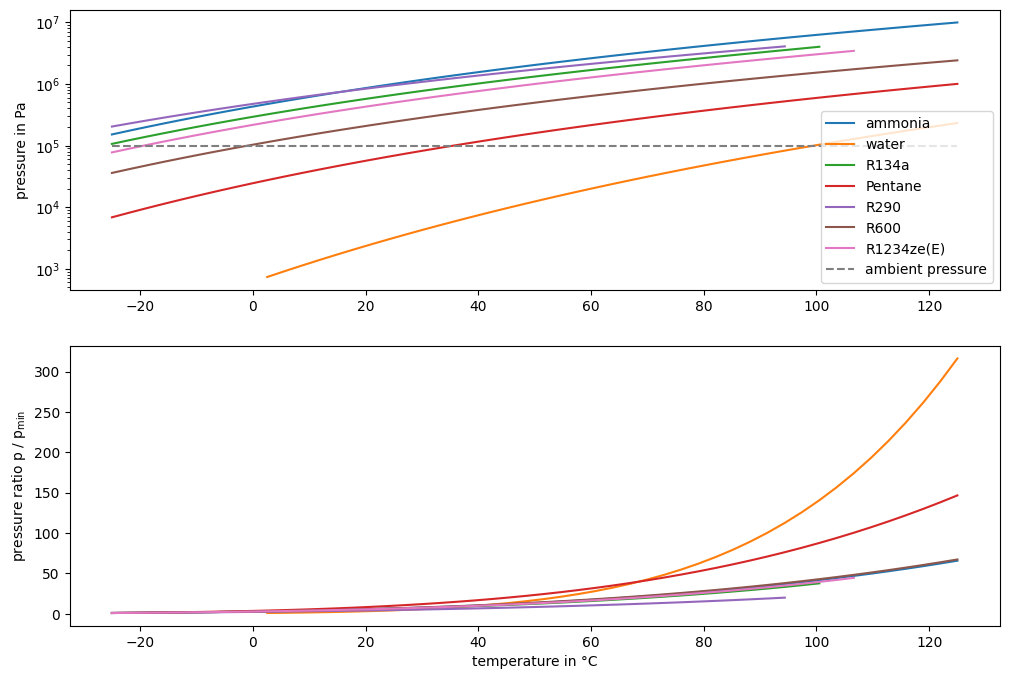 pressure in Pa
10⁷
10⁶
10⁵
10⁴
10³
−20
0
20
40
60
80
100
120
ammonia
water
R134a
Pentane
R290
R600
R1234ze(E)
ambient pressure
pressure ratio p / pmin
300
250
200
150
100
50
0
−20
0
20
40
60
80
100
120
temperature in °C